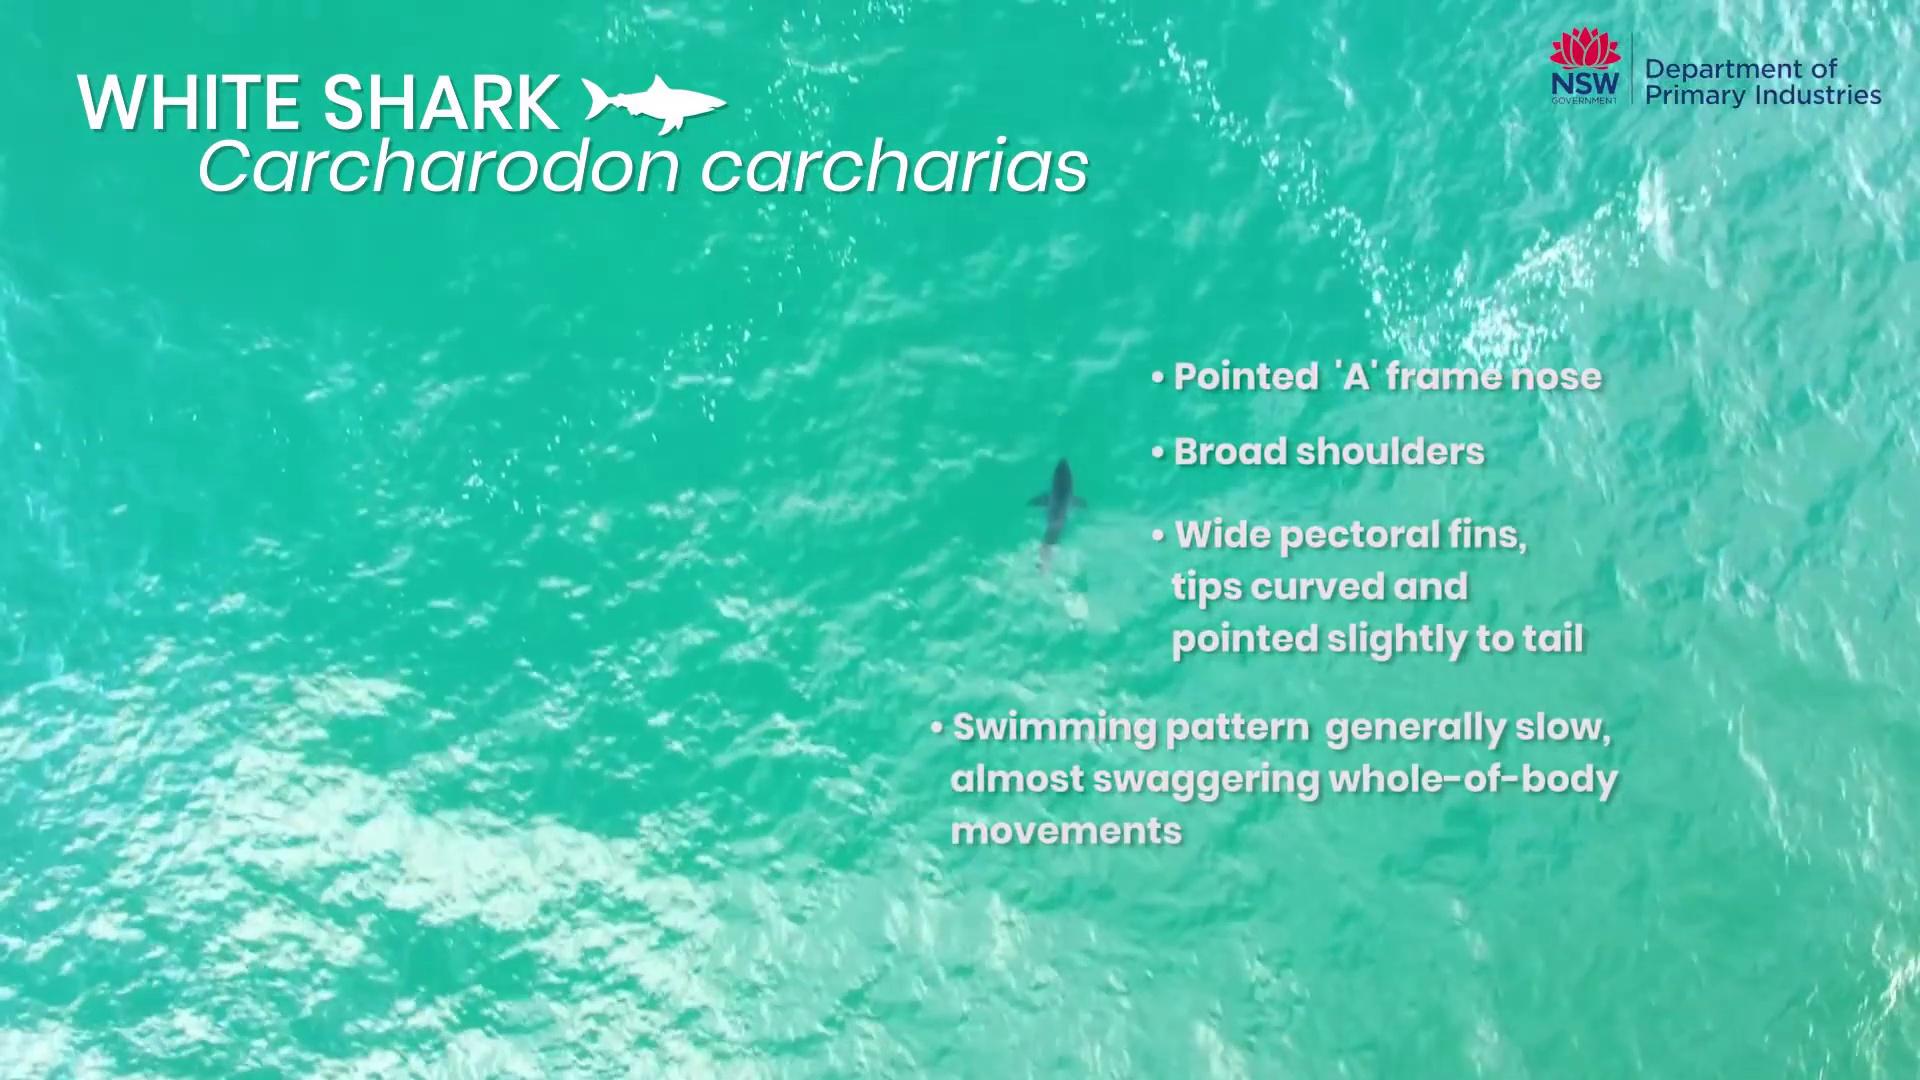 WHITE SHARK
Carcharodon carcharias
NSW
GOVERNMENT
Department of
Primary Industries
• Pointed 'A' frame nose
• Broad shoulders
• Wide pectoral fins,
tips curved and
pointed slightly to tail
• Swimming pattern generally slow,
almost swaggering whole-of-body
movements